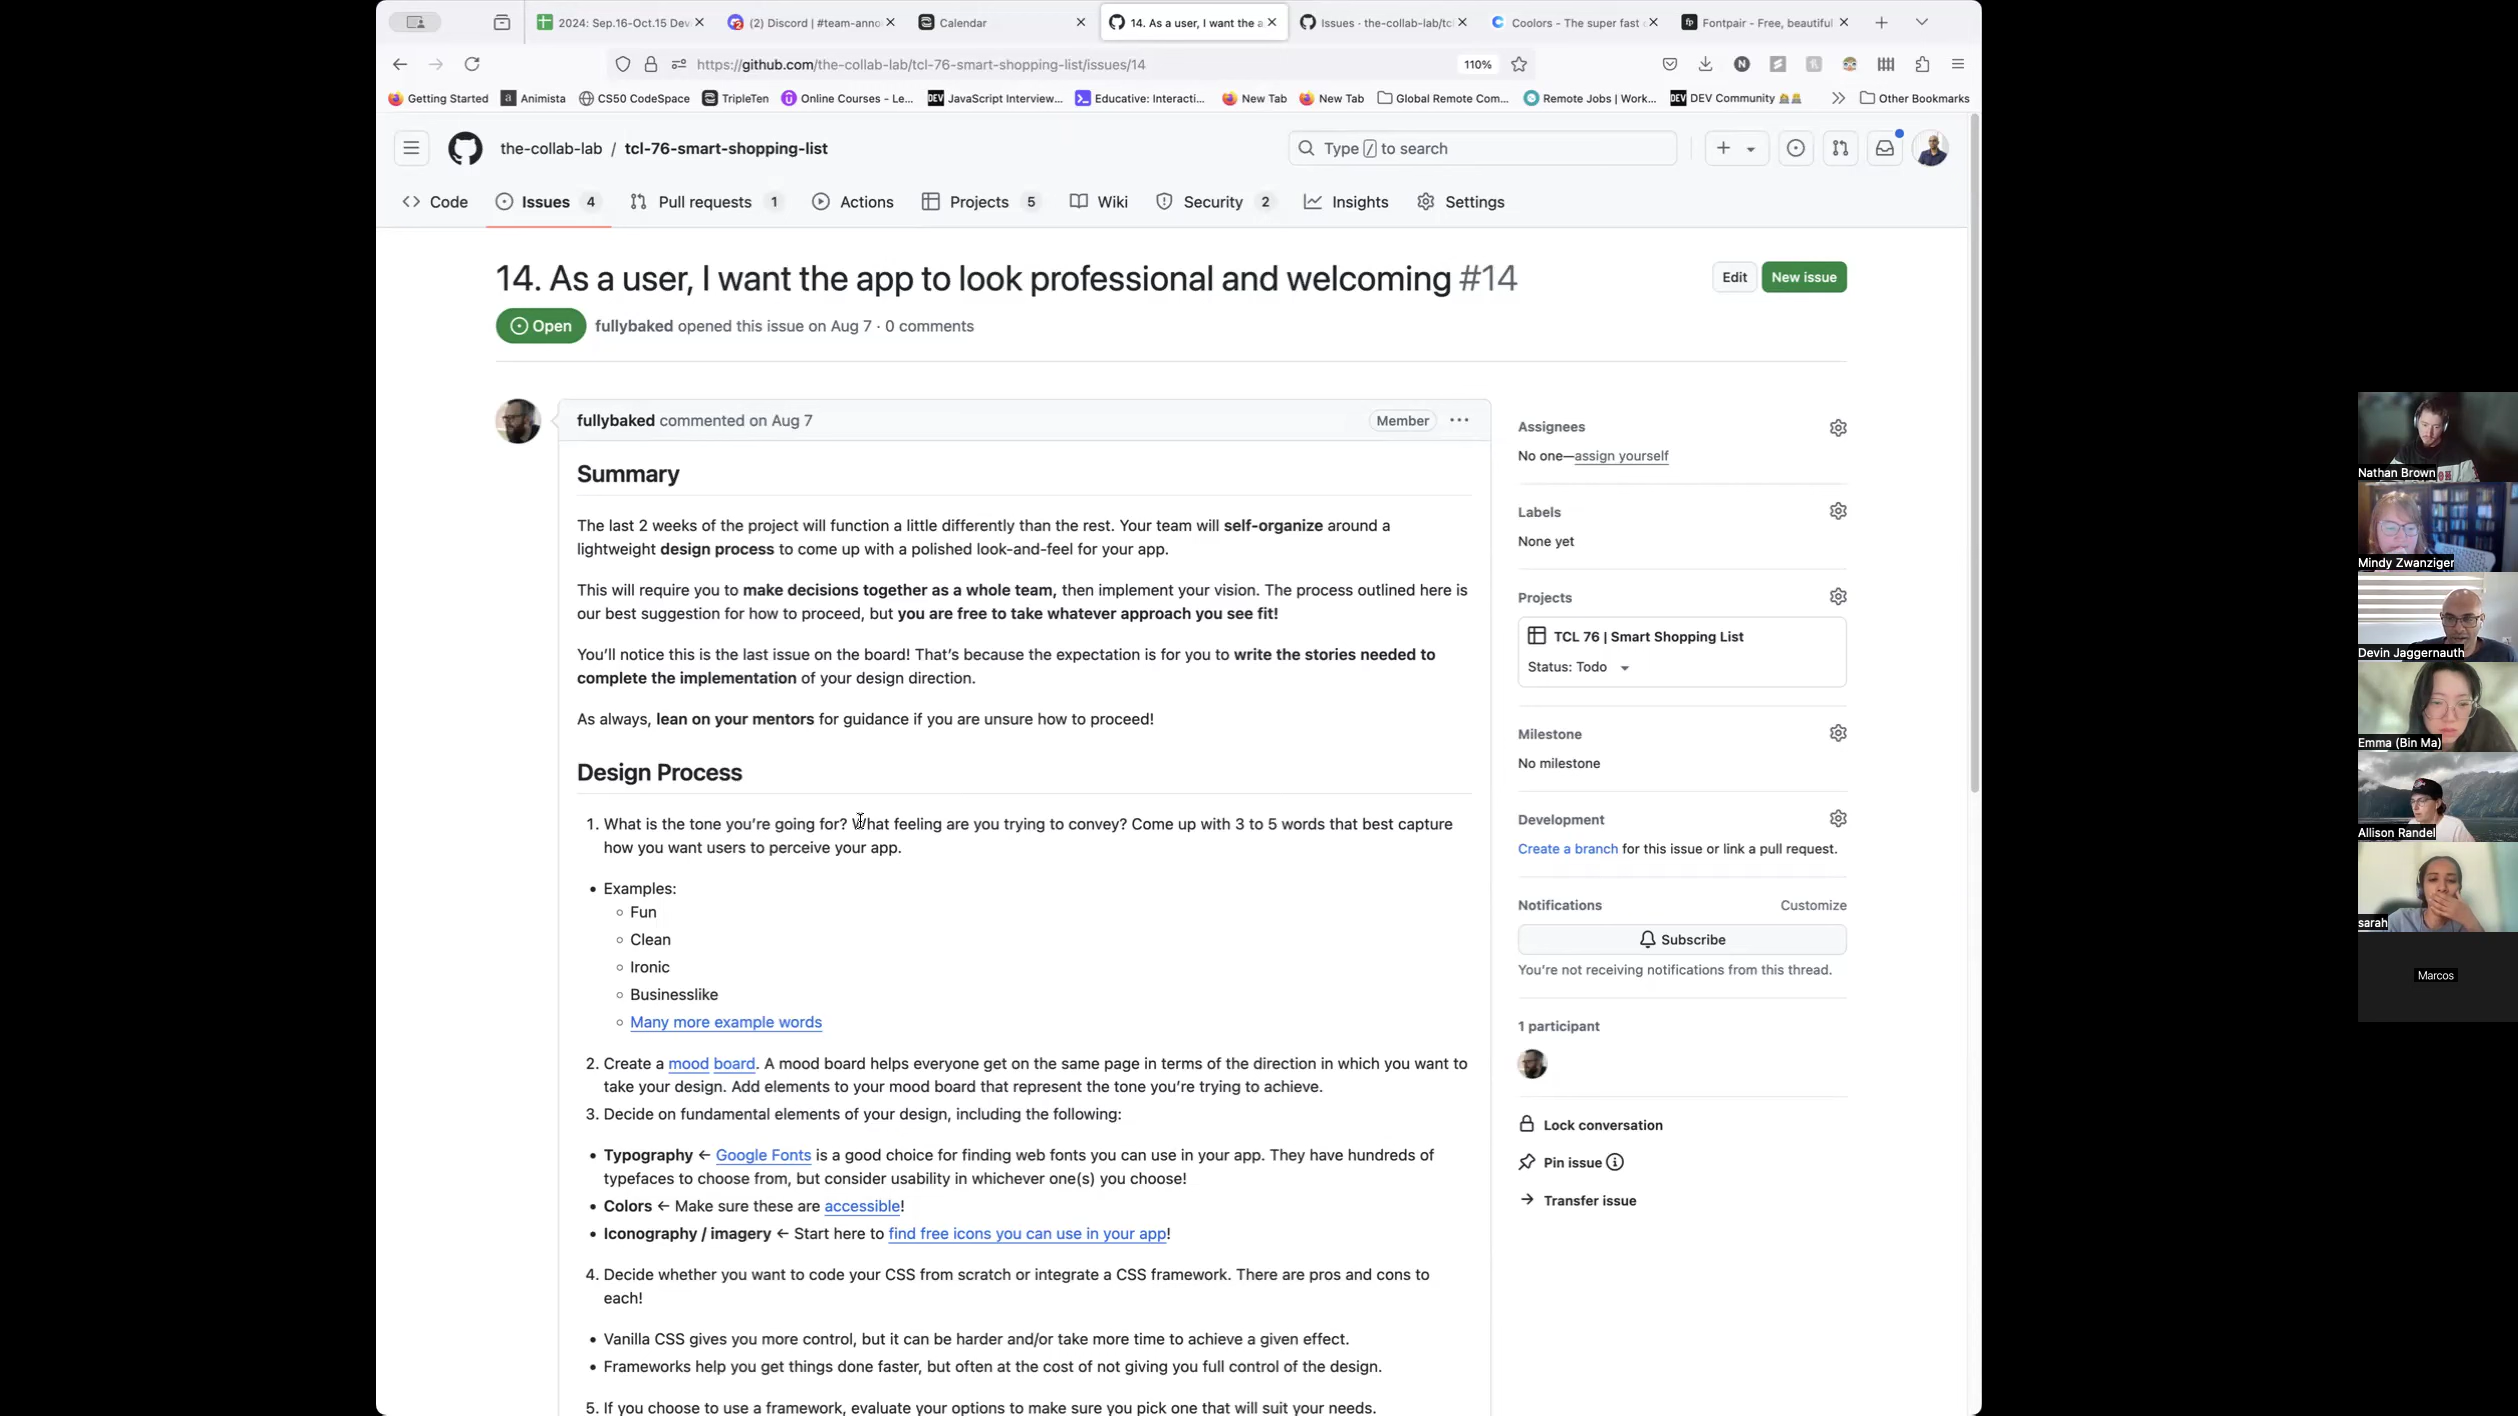 2024: Sep.16-Oct.15 Dev
(2) Discord | #team-anno
Calendar
14. As a user, I want the a
Issues · the-collab-lab/tcl
Coolors - The super fast
fp Fontpair - Free, beautiful
https://github.com/the-collab-lab/tcl-76-smart-shopping-list/issues/14
110%
Getting Started
Animista
CS50 CodeSpace
TripleTen
Online Courses - Le...
DEV JavaScript Interview...
Educative: Interacti...
New Tab
New Tab
Global Remote Com...
Remote Jobs | Work...
DEV DEV Community
Other Bookmarks
the-collab-lab / tcl-76-smart-shopping-list
Type / to search
Code
Issues 4
Pull requests 1
Actions
Projects 5
Wiki
Security 2
Insights
Settings
14. As a user, I want the app to look professional and welcoming #14
Edit
New issue
Open
fullybaked opened this issue on Aug 7 · 0 comments
fullybaked commented on Aug 7
Member
Summary
The last 2 weeks of the project will function a little differently than the rest. Your team will self-organize around a
lightweight design process to come up with a polished look-and-feel for your app.
This will require you to make decisions together as a whole team, then implement your vision. The process outlined here is
our best suggestion for how to proceed, but you are free to take whatever approach you see fit!
You'll notice this is the last issue on the board! That's because the expectation is for you to write the stories needed to
complete the implementation of your design direction.
As always, lean on your mentors for guidance if you are unsure how to proceed!
Design Process
1. What is the tone you're going for? What feeling are you trying to convey? Come up with 3 to 5 words that best capture
how you want users to perceive your app.
Examples:
Fun
Clean
Ironic
Businesslike
Many more example words
2. Create a mood board. A mood board helps everyone get on the same page in terms of the direction in which you want to
take your design. Add elements to your mood board that represent the tone you're trying to achieve.
3. Decide on fundamental elements of your design, including the following:
Typography ← Google Fonts is a good choice for finding web fonts you can use in your app. They have hundreds of
typefaces to choose from, but consider usability in whichever one(s) you choose!
Colors ← Make sure these are accessible!
Iconography / imagery ← Start here to find free icons you can use in your app!
4. Decide whether you want to code your CSS from scratch or integrate a CSS framework. There are pros and cons to
each!
Vanilla CSS gives you more control, but it can be harder and/or take more time to achieve a given effect.
Frameworks help you get things done faster, but often at the cost of not giving you full control of the design.
5. If you choose to use a framework, evaluate your options to make sure you pick one that will suit your needs.
Assignees
No one—assign yourself
Labels
None yet
Projects
TCL 76 | Smart Shopping List
Status: Todo
Milestone
No milestone
Development
Create a branch for this issue or link a pull request.
Notifications
Customize
Subscribe
You're not receiving notifications from this thread.
1 participant
Lock conversation
Pin issue
Transfer issue
Nathan Brown
Mindy Zwanziger
Devin Jaggernauth
Emma (Bin Ma)
Allison Randel
sarah
Marcos